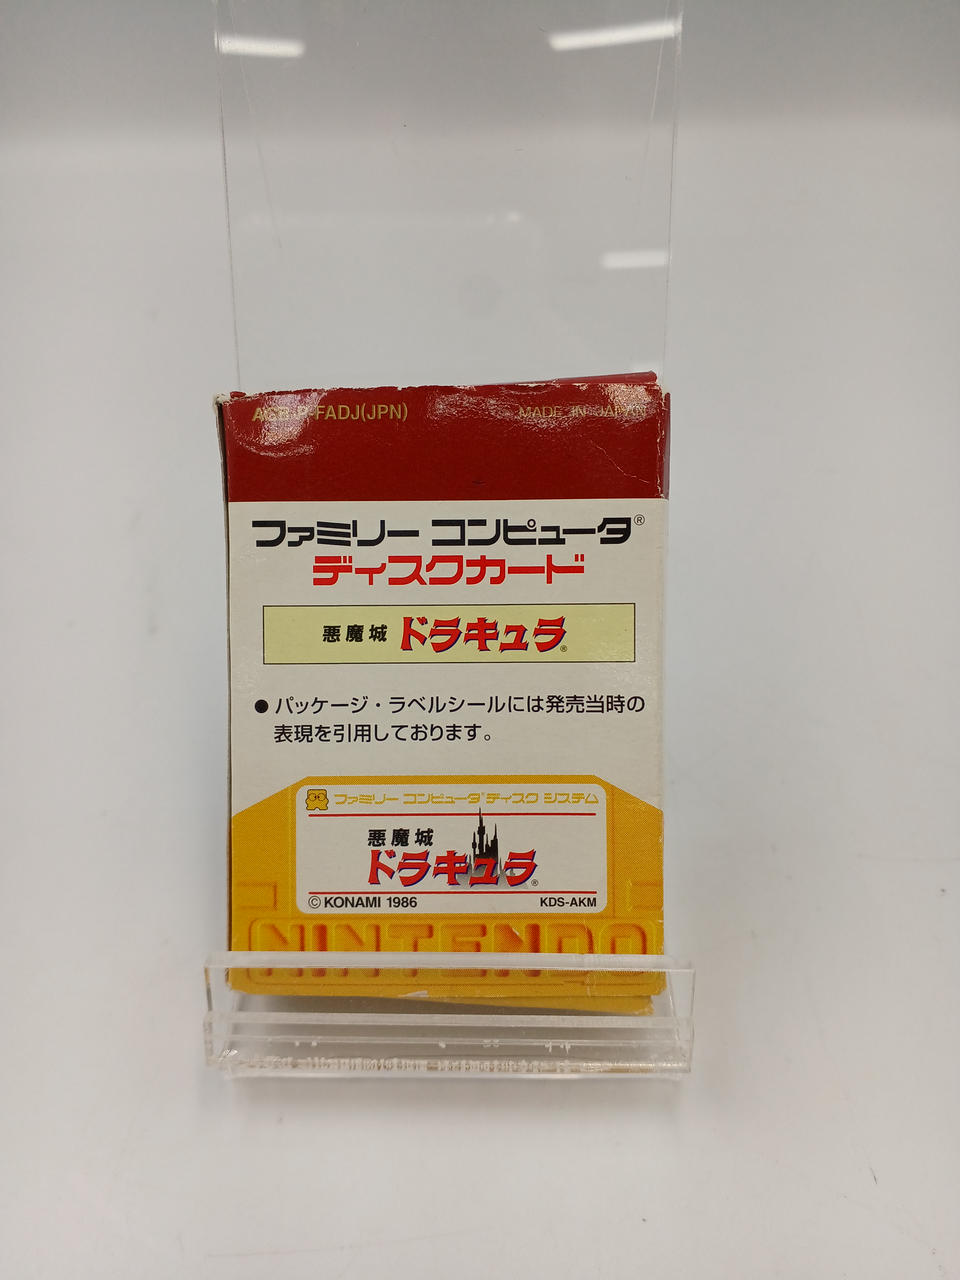 AGB-P-FADJ(JPN)
MADE IN JAPAN
ファミリー コンピュータ®
ディスクカード
悪魔城 ドラキュラ®
● パッケージ・ラベルシールには発売当時の
表現を引用しております。
ファミリー コンピュータ®ディスク システム
悪魔城
ドラキュラ®
© KONAMI 1986
KDS-AKM
NINTENDO